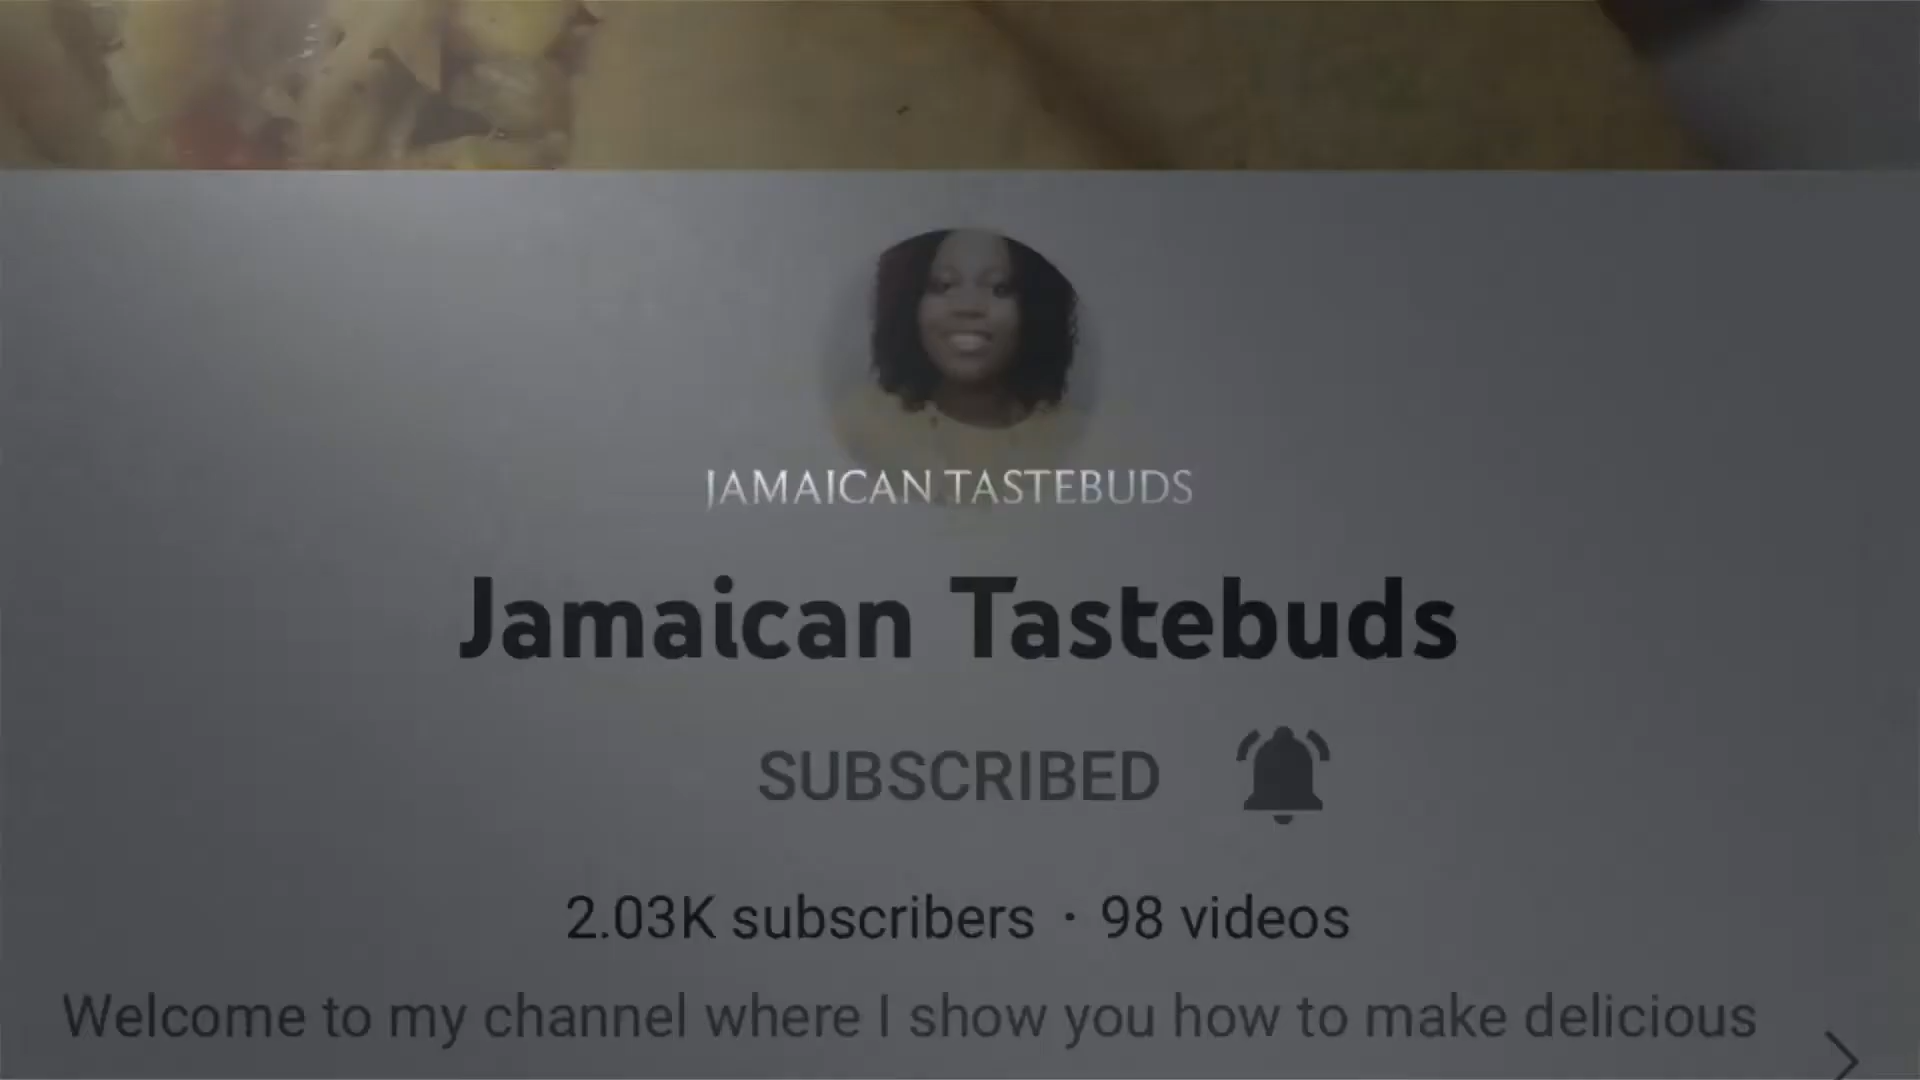 JAMAICAN TASTEBUDS
Jamaican Tastebuds
SUBSCRIBED
2.03K subscribers · 98 videos
Welcome to my channel where I show you how to make delicious